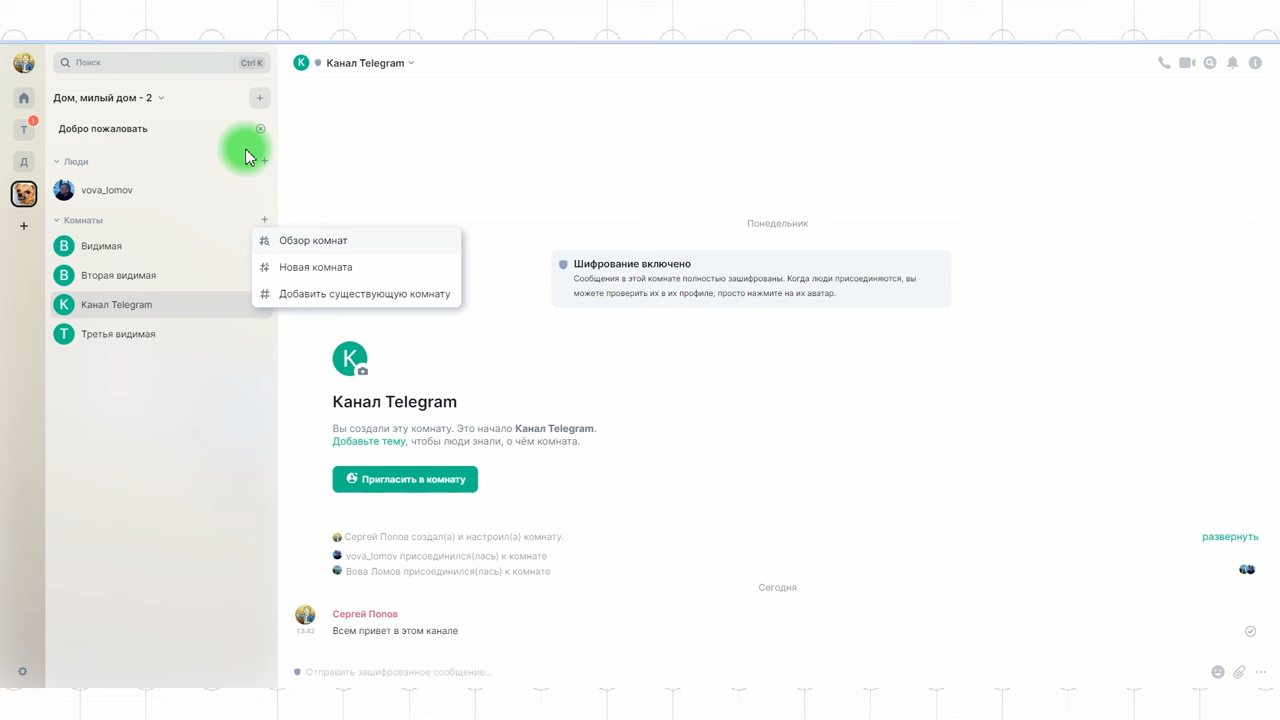 Поиск
Ctrl K
Дом, милый дом - 2
Добро пожаловать
Т
!
Д
Люди
vova_lomov
Комнаты
В Видимая
В Вторая видимая
К Канал Telegram
Т Третья видимая
Обзор комнат
Новая комната
Добавить существующую комнату
К Канал Telegram
Понедельник
Шифрование включено
Сообщения в этой комнате полностью зашифрованы. Когда люди присоединяются, вы
можете проверить их в их профиле, просто нажмите на их аватар.
К
Канал Telegram
Вы создали эту комнату. Это начало Канал Telegram.
Добавьте тему, чтобы люди знали, о чём комната.
Пригласить в комнату
Сергей Попов создал(а) и настроил(а) комнату.
развернуть
vova_lomov присоединился(лась) к комнате
Вова Ломов присоединился(лась) к комнате
Сегодня
Сергей Попов
13:42 Всем привет в этом канале
Отправить зашифрованное сообщение...